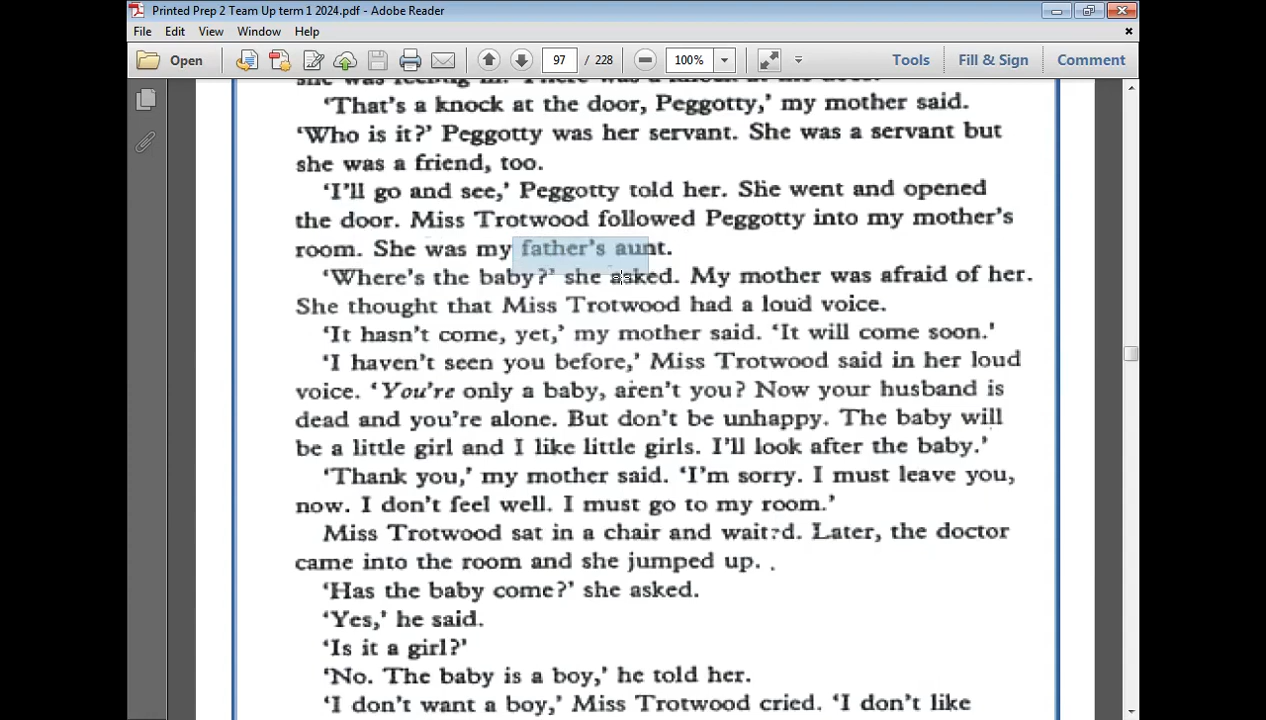 Printed Prep 2 Team Up term 1 2024.pdf - Adobe Reader
File Edit View Window Help
Open 97 / 228 100% Tools Fill & Sign Comment
she was feeling ill. There was a knock at the door.
‘That's a knock at the door, Peggotty,’ my mother said.
‘Who is it?’ Peggotty was her servant. She was a servant but
she was a friend, too.
‘I'll go and see,’ Peggotty told her. She went and opened
the door. Miss Trotwood followed Peggotty into my mother's
room. She was my father's aunt.
‘Where's the baby?’ she asked. My mother was afraid of her.
She thought that Miss Trotwood had a loud voice.
‘It hasn't come, yet,’ my mother said. ‘It will come soon.’
‘I haven't seen you before,’ Miss Trotwood said in her loud
voice. ‘You're only a baby, aren't you? Now your husband is
dead and you're alone. But don't be unhappy. The baby will
be a little girl and I like little girls. I'll look after the baby.’
‘Thank you,’ my mother said. ‘I'm sorry. I must leave you,
now. I don't feel well. I must go to my room.’
Miss Trotwood sat in a chair and waited. Later, the doctor
came into the room and she jumped up.
‘Has the baby come?’ she asked.
‘Yes,’ he said.
‘Is it a girl?’
‘No. The baby is a boy,’ he told her.
‘I don't want a boy,’ Miss Trotwood cried. ‘I don't like